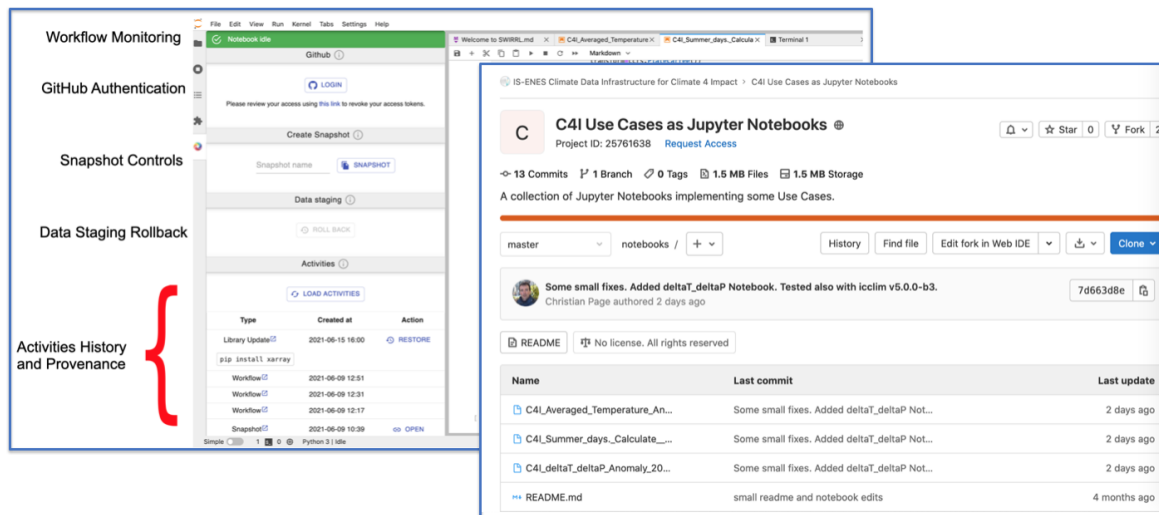 Workflow Monitoring
GitHub Authentication
Snapshot Controls
Data Staging Rollback
Activities History
and Provenance
File Edit View Run Kernel Tabs Settings Help
Notebook Idle
Github
LOGIN
Please review your access using this link to revoke your access tokens.
Create Snapshot
Snapshot name SNAPSHOT
Data staging
ROLL BACK
Activities
LOAD ACTIVITIES
Type Created at Action
Library Update 2021-06-15 16:00 RESTORE
pip install xarray
Workflow 2021-06-09 12:51
Workflow 2021-06-09 12:31
Workflow 2021-06-09 12:17
Snapshot 2021-06-09 10:39 OPEN
Simple 1 0 Python 3 | Idle
Welcome to SWIRRL.md C4I_Averaged_Temperature C4I_Summer_days._Calcula Terminal 1
Markdown
IS-ENES Climate Data Infrastructure for Climate 4 Impact > C4I Use Cases as Jupyter Notebooks
C
C4I Use Cases as Jupyter Notebooks
Project ID: 25761638 Request Access
Star 0 Fork 2
13 Commits 1 Branch 0 Tags 1.5 MB Files 1.5 MB Storage
A collection of Jupyter Notebooks implementing some Use Cases.
master notebooks / + History Find file Edit fork in Web IDE Clone
Some small fixes. Added deltaT_deltaP Notebook. Tested also with icclim v5.0.0-b3.
Christian Page authored 2 days ago
7d663d8e
README No license. All rights reserved
Name Last commit Last update
C4I_Averaged_Temperature_An... Some small fixes. Added deltaT_deltaP Not... 2 days ago
C4I_Summer_days._Calculate__... Some small fixes. Added deltaT_deltaP Not... 2 days ago
C4I_deltaT_deltaP_Anomaly_20... Some small fixes. Added deltaT_deltaP Not... 2 days ago
README.md small readme and notebook edits 4 months ago